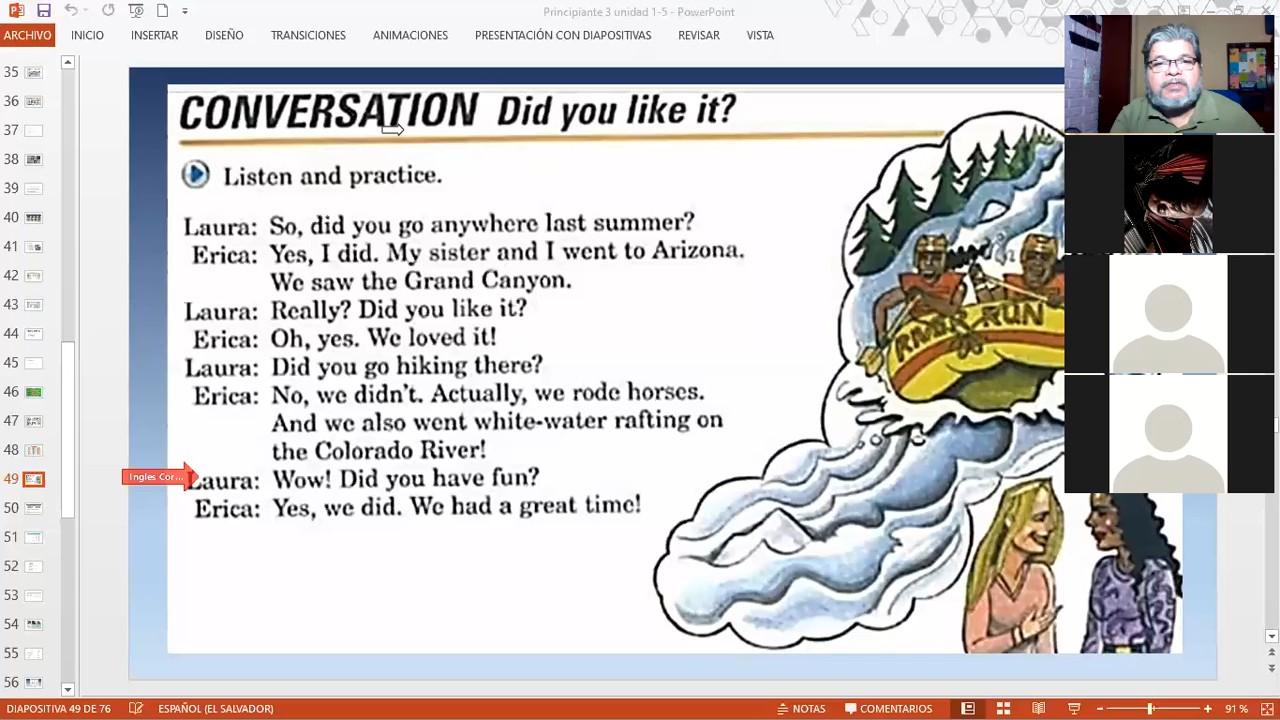 Principiante 3 unidad 1-5 - PowerPoint
ARCHIVO INICIO INSERTAR DISEÑO TRANSICIONES ANIMACIONES PRESENTACIÓN CON DIAPOSITIVAS REVISAR VISTA
35
36
37
38
39
40
41
42
43
44
45
46
47
48
49
50
51
52
53
54
55
56
CONVERSATION Did you like it?
Listen and practice.
Laura: So, did you go anywhere last summer?
Erica: Yes, I did. My sister and I went to Arizona.
We saw the Grand Canyon.
Laura: Really? Did you like it?
Erica: Oh, yes. We loved it!
Laura: Did you go hiking there?
Erica: No, we didn't. Actually, we rode horses.
And we also went white-water rafting on
the Colorado River!
Laura: Wow! Did you have fun?
Erica: Yes, we did. We had a great time!
Ingles Cor...
RIVER RUN
DIAPOSITIVA 49 DE 76 ESPAÑOL (EL SALVADOR) NOTAS COMENTARIOS 91 %